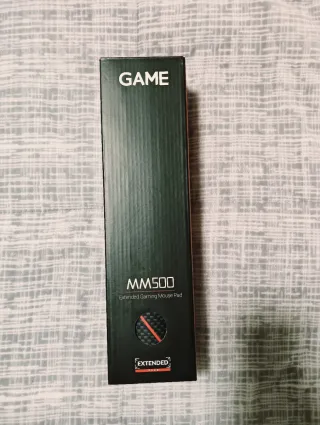 GAME
MM500
Extended Gaming Mouse Pad
EXTENDED